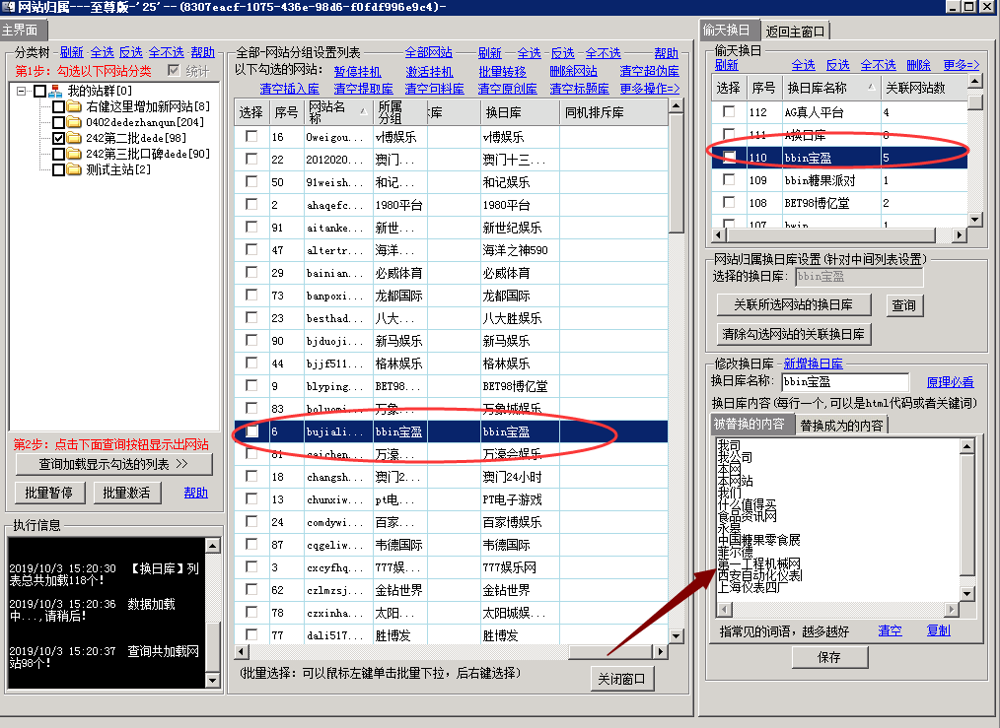 网站归属---至尊版-'25'--(8307eacf-1075-436e-98d6-f0fdf996e9c4)-
主界面
分类树 刷新 全选 反选 全不选 帮助
第1步: 勾选以下网站分类 统计
我的站群[0]
右健这里增加新网站[8]
0402dedezhanqun[204]
242第二批dede[98]
242第三批口碑dede[90]
测试主站[2]
第2步: 点击下面查询按钮显示出网站
查询加载显示勾选的列表 >>
批量暂停 批量激活 帮助
执行信息
2019/10/3 15:20:30 【换日库】列
表总共加载118个!
2019/10/3 15:20:36 数据加载
中...,请稍后!
2019/10/3 15:20:37 查询共加载网
站98个!
全部-网站分组设置列表 全部网站 刷新 全选 反选 全不选 帮助
以下勾选的网站: 暂停挂机 激活挂机 批量转移 删除网站 清空超伪库
清空插入库 清空提取库 清空句料库 清空原创库 清空标题库 更多操作=>
选择 序号 网站名称 所属分组 库 换日库 同机排斥库
16 0weigou... v博娱乐 v博娱乐
22 2012020... 澳门... 澳门十三...
50 91weish... 和记... 和记娱乐
2 ahaqefc... 1980平台 1980平台
91 aitanke... 新世... 新世纪娱乐
47 altertr... 海洋... 海洋之神590
29 bainian... 必威体育 必威体育
73 banpoxi... 龙都国际 龙都国际
23 besthad... 八大... 八大胜娱乐
90 bjduoji... 新马娱乐 新马娱乐
44 bjjf511... 格林娱乐 格林娱乐
9 blyping... BET98... BET98博亿堂
83 boluomi... 万象... 万象城娱乐
6 bujiali... bbin宝盈 bbin宝盈
81 caichen... 万濠... 万濠会娱乐
18 changsh... 澳门2... 澳门24小时
13 chunxiw... pt电... PT电子游戏
24 comdywi... 百家... 百家博娱乐
87 cqgeliw... 韦德国际 韦德国际
3 cxcyfhq... 777娱... 777娱乐网
62 czlmzsj... 金钻世界 金钻世界
78 czxinha... 太阳... 太阳城娱...
77 dali517... 胜博发 胜博发
(批量选择: 可以鼠标左键单击批量下拉, 后右键选择)
关闭窗口
偷天换日 返回主窗口
偷天换日
刷新 全选 反选 全不选 删除 更多=>
选择 序号 换日库名称 关联网站数
112 AG真人平台 4
111 A换日库 8
110 bbin宝盈 5
109 bbin糖果派对 1
108 BET98博亿堂 2
107 bwin 1
网站归属换日库设置(针对中间列表设置)
选择的换日库: bbin宝盈
关联所选网站的换日库 查询
清除勾选网站的关联换日库
修改换日库 新增换日库
换日库名称: bbin宝盈 原理必看
换日库内容(每行一个,可以是html代码或者关键词)
被替换的内容 替换成为的内容
我司
我公司
本网
本网站
我们
什么值得买
食品资讯网
永垦
中国糖果零食展
菲尔德
第一工程机械网
西安自动化仪表
上海仪表四厂
指常见的词语, 越多越好 清空 复制
保存